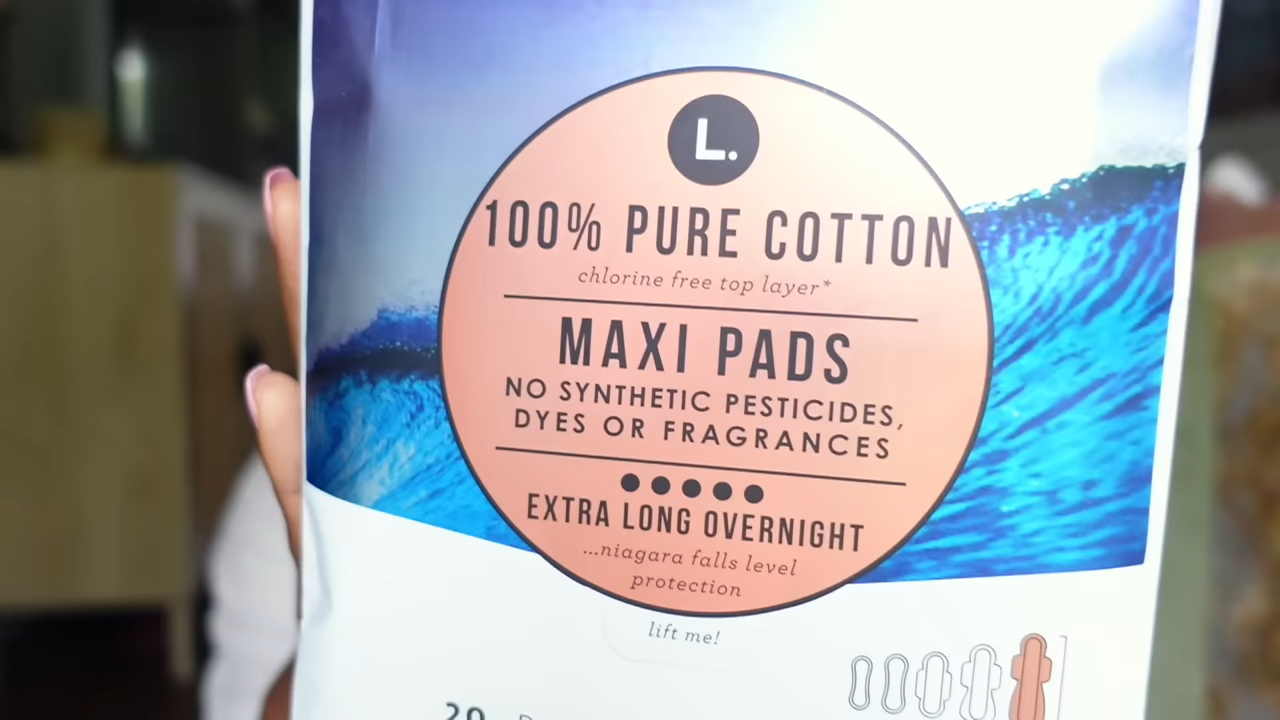 L.
100% PURE COTTON
chlorine free top layer*
MAXI PADS
NO SYNTHETIC PESTICIDES,
DYES OR FRAGRANCES
EXTRA LONG OVERNIGHT
...niagara falls level
protection
lift me!
20